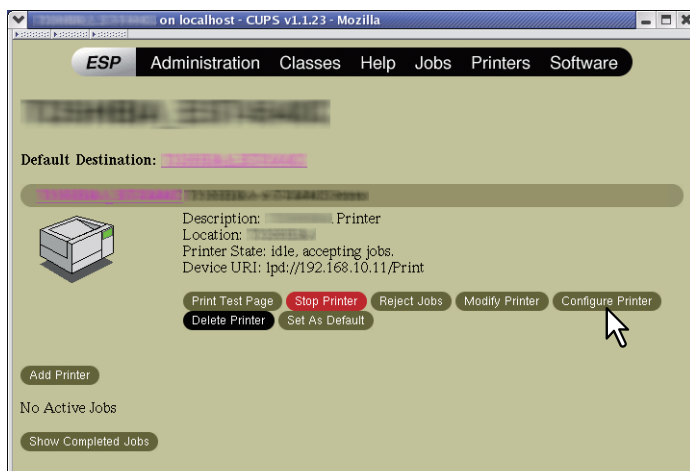 on localhost - CUPS v1.1.23 - Mozilla
ESP Administration Classes Help Jobs Printers Software
Default Destination:
Description: Printer
Location:
Printer State: idle, accepting jobs.
Device URI: lpd://192.168.10.11/Print
Print Test Page Stop Printer Reject Jobs Modify Printer Configure Printer
Delete Printer Set As Default
Add Printer
No Active Jobs
Show Completed Jobs